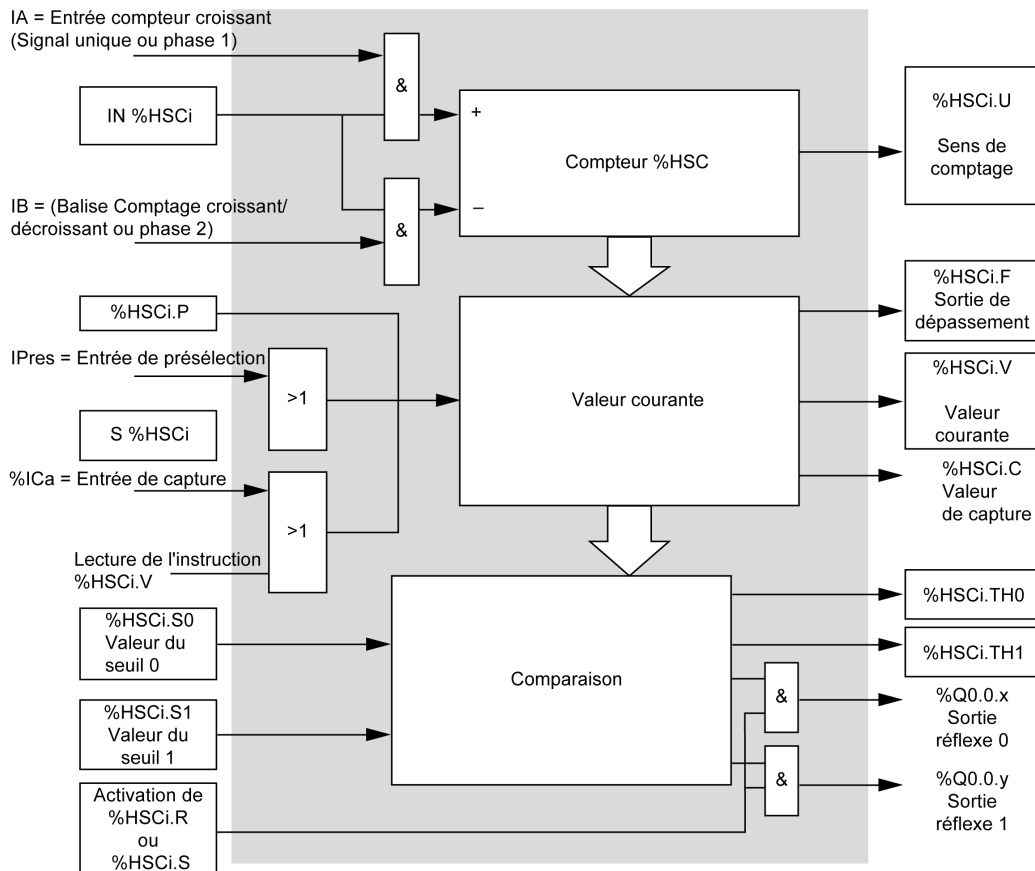 IA = Entrée compteur croissant
(Signal unique ou phase 1)
&
IN %HSCi
+
Compteur %HSC
%HSCi.U
Sens de
comptage
IB = (Balise Comptage croissant/
décroissant ou phase 2)
&
–
%HSCi.P
%HSCi.F
Sortie de
dépassement
IPres = Entrée de présélection
>1
Valeur courante
%HSCi.V
Valeur
courante
S %HSCi
%ICa = Entrée de capture
>1
%HSCi.C
Valeur
de capture
Lecture de l'instruction
%HSCi.V
%HSCi.S0
Valeur du
seuil 0
Comparaison
%HSCi.TH0
%HSCi.TH1
%HSCi.S1
Valeur du
seuil 1
&
%Q0.0.x
Sortie
réflexe 0
&
%Q0.0.y
Sortie
réflexe 1
Activation de
%HSCi.R
ou
%HSCi.S